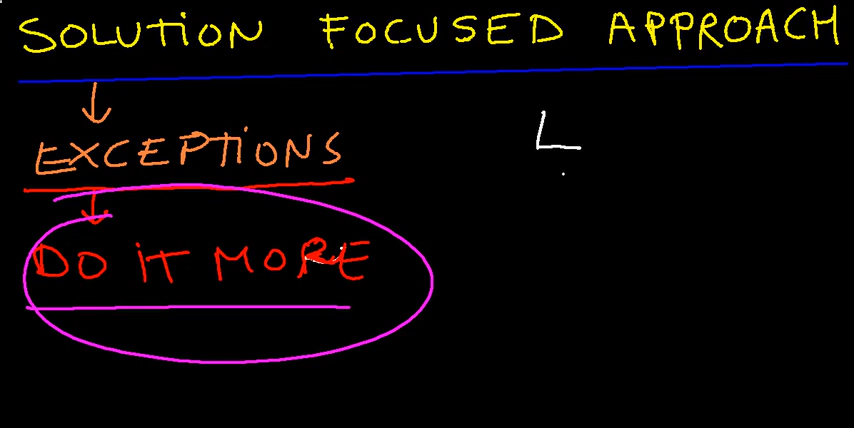 SOLUTION FOCUSED APPROACH
EXCEPTIONS
L
DO IT MORE